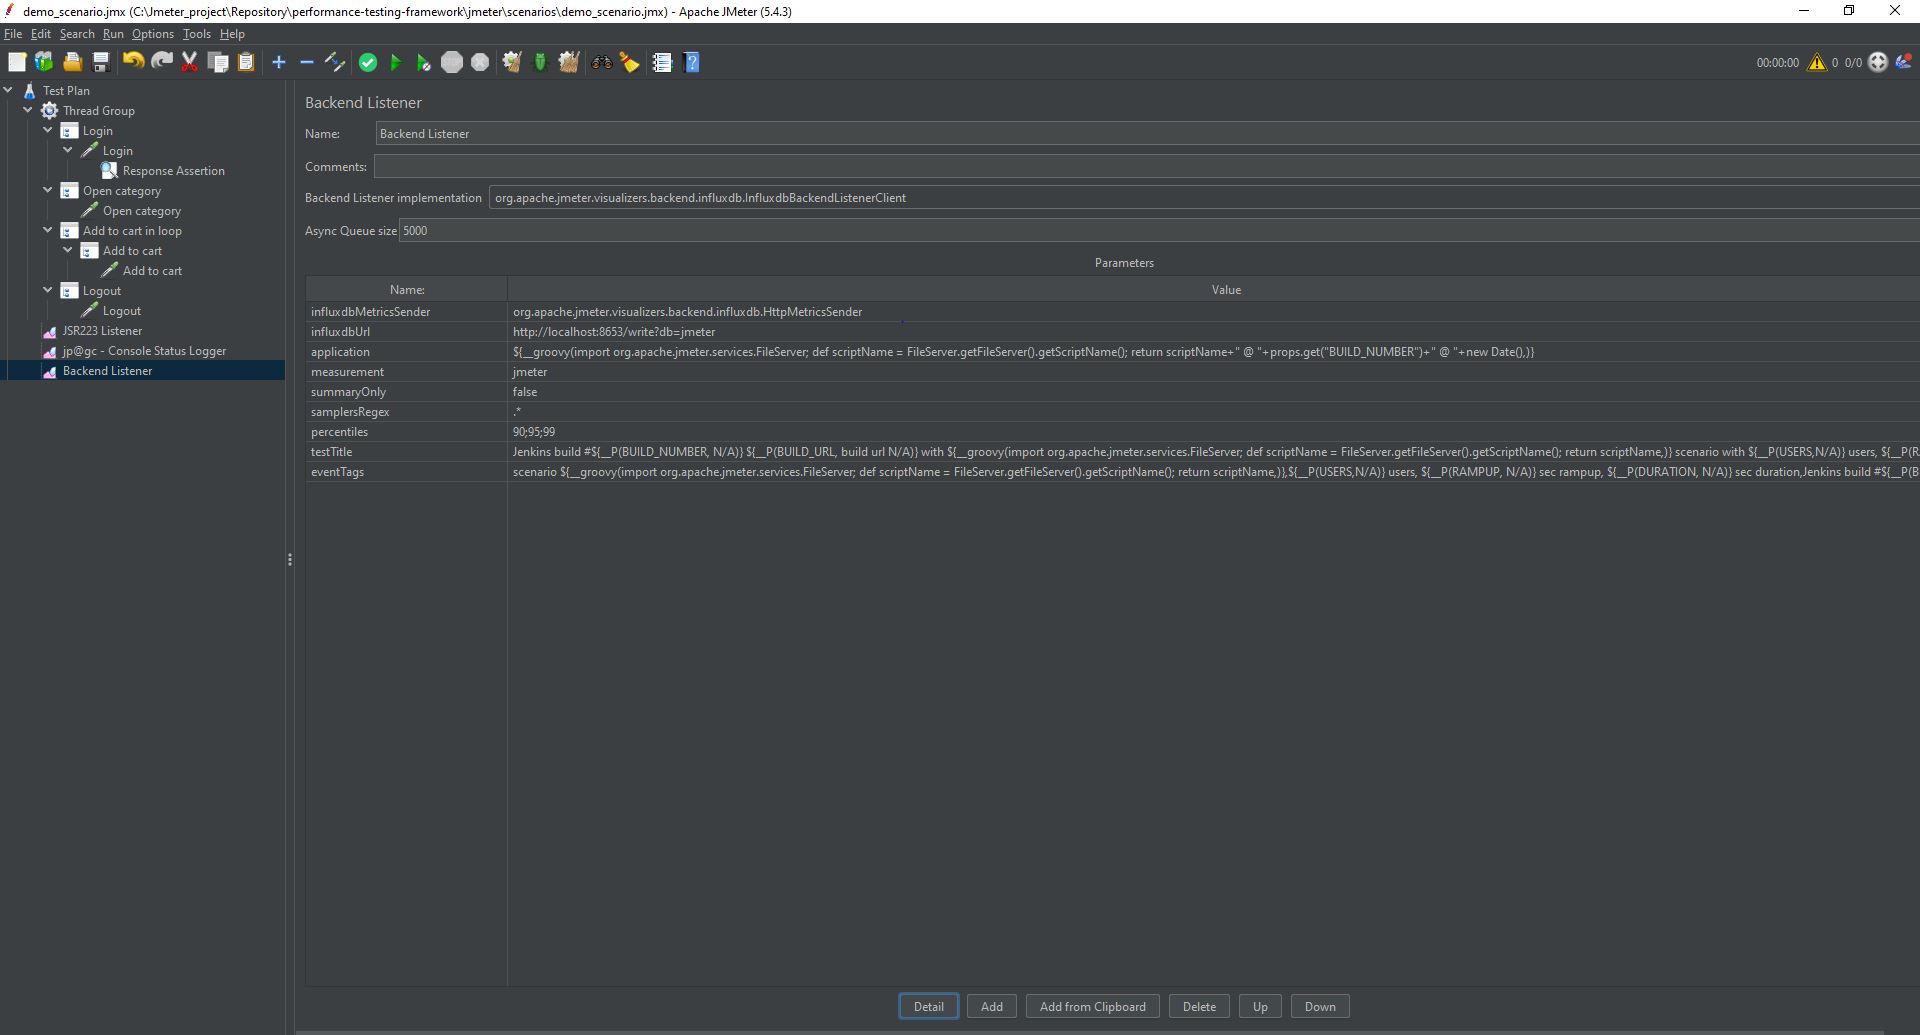 demo_scenario.jmx (C:\Jmeter_project\Repository\performance-testing-framework\jmeter\scenarios\demo_scenario.jmx) - Apache JMeter (5.4.3)
File Edit Search Run Options Tools Help
00:00:00 0 0/0
Test Plan
Thread Group
Login
Login
Response Assertion
Open category
Open category
Add to cart in loop
Add to cart
Add to cart
Logout
Logout
JSR223 Listener
jp@gc - Console Status Logger
Backend Listener
Backend Listener
Name: Backend Listener
Comments:
Backend Listener implementation org.apache.jmeter.visualizers.backend.influxdb.InfluxdbBackendListenerClient
Async Queue size 5000
Parameters
Name: Value
influxdbMetricsSender org.apache.jmeter.visualizers.backend.influxdb.HttpMetricsSender
influxdbUrl http://localhost:8653/write?db=jmeter
application ${__groovy(import org.apache.jmeter.services.FileServer; def scriptName = FileServer.getFileServer().getScriptName(); return scriptName+" @ "+props.get("BUILD_NUMBER")+" @ "+new Date(),)}
measurement jmeter
summaryOnly false
samplersRegex .*
percentiles 90;95;99
testTitle Jenkins build #${__P(BUILD_NUMBER, N/A)} ${__P(BUILD_URL, build url N/A)} with ${__groovy(import org.apache.jmeter.services.FileServer; def scriptName = FileServer.getFileServer().getScriptName(); return scriptName,)} scenario with ${__P(USERS,N/A)} users, ${__P(R
eventTags scenario ${__groovy(import org.apache.jmeter.services.FileServer; def scriptName = FileServer.getFileServer().getScriptName(); return scriptName,)},${__P(USERS,N/A)} users, ${__P(RAMPUP, N/A)} sec rampup, ${__P(DURATION, N/A)} sec duration,Jenkins build #${__P(B
Detail Add Add from Clipboard Delete Up Down